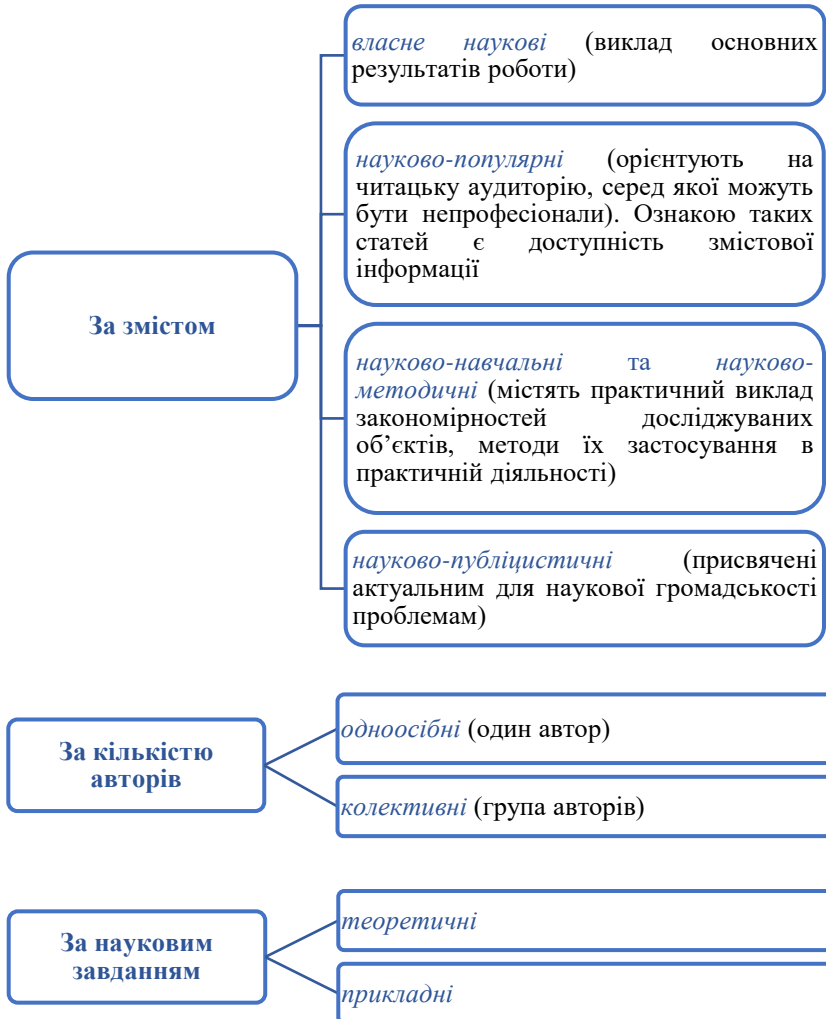 власне наукові (виклад основних
результатів роботи)
науково-популярні (орієнтують на
читацьку аудиторію, серед якої можуть
бути непрофесіонали). Ознакою таких
статей є доступність змістової
інформації
За змістом
науково-навчальні та науково-
методичні (містять практичний виклад
закономірностей досліджуваних
об’єктів, методи їх застосування в
практичній діяльності)
науково-публіцистичні (присвячені
актуальним для наукової громадськості
проблемам)
За кількістю
авторів
одноосібні (один автор)
колективні (група авторів)
За науковим
завданням
теоретичні
прикладні